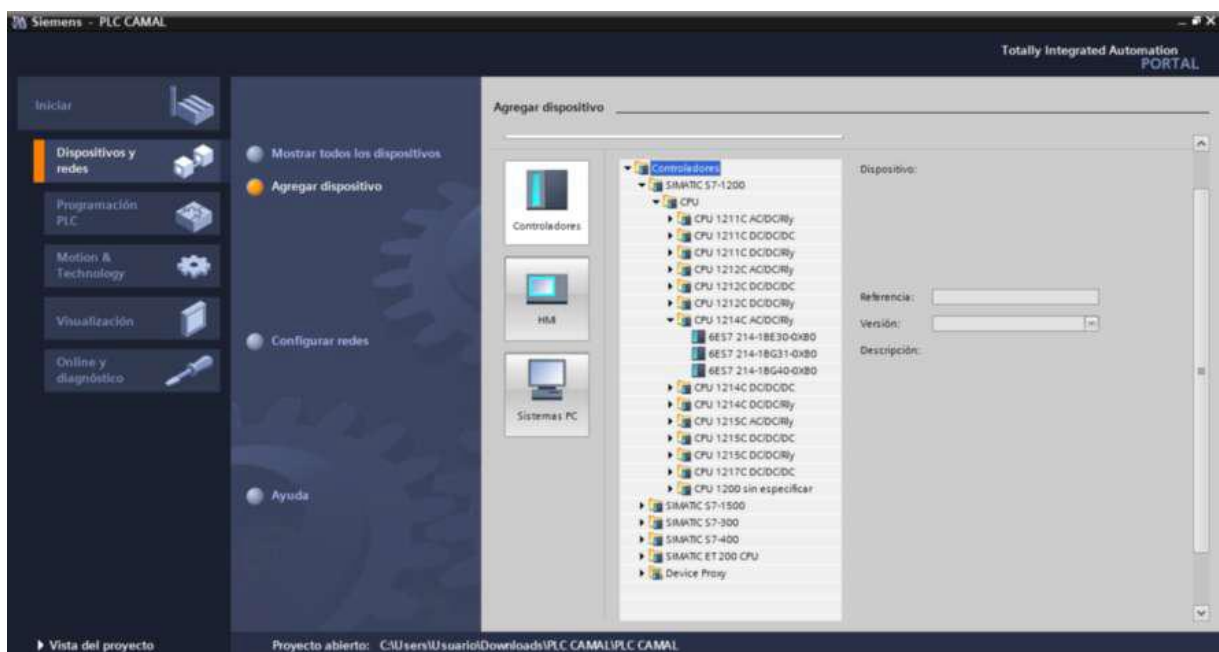 Siemens - PLC CAMAL
Totally Integrated Automation
PORTAL
Iniciar
Dispositivos y
redes
Programación
PLC
Motion &
Technology
Visualización
Online y
diagnóstico
Mostrar todos los dispositivos
Agregar dispositivo
Configurar redes
Ayuda
Agregar dispositivo
Controladores
HMI
Sistemas PC
Controladores
SIMATIC S7-1200
CPU
CPU 1211C AC/DC/Rly
CPU 1211C DC/DC/DC
CPU 1211C DC/DC/Rly
CPU 1212C AC/DC/Rly
CPU 1212C DC/DC/DC
CPU 1212C DC/DC/Rly
CPU 1214C AC/DC/Rly
6ES7 214-1BE30-0XB0
6ES7 214-1BG31-0XB0
6ES7 214-1BG40-0XB0
CPU 1214C DC/DC/DC
CPU 1214C DC/DC/Rly
CPU 1215C AC/DC/Rly
CPU 1215C DC/DC/DC
CPU 1215C DC/DC/Rly
CPU 1217C DC/DC/DC
CPU 1200 sin especificar
SIMATIC S7-1500
SIMATIC S7-300
SIMATIC S7-400
SIMATIC ET 200 CPU
Device Proxy
Dispositivo:
Referencia:
Versión:
Descripción:
Vista del proyecto
Proyecto abierto: C:\Users\Usuario\Downloads\PLC CAMAL\PLC CAMAL